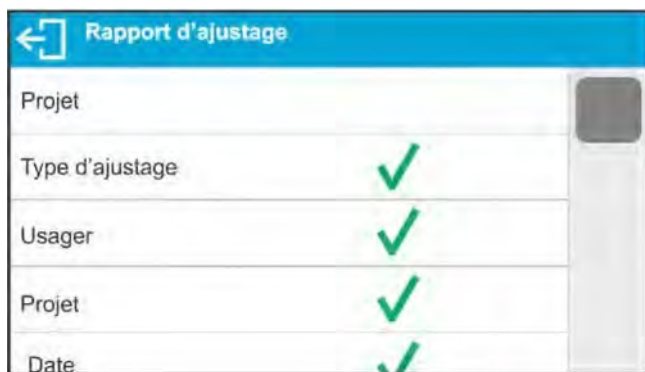 Rapport d'ajustage
Projet
Type d'ajustage
Usager
Projet
Date